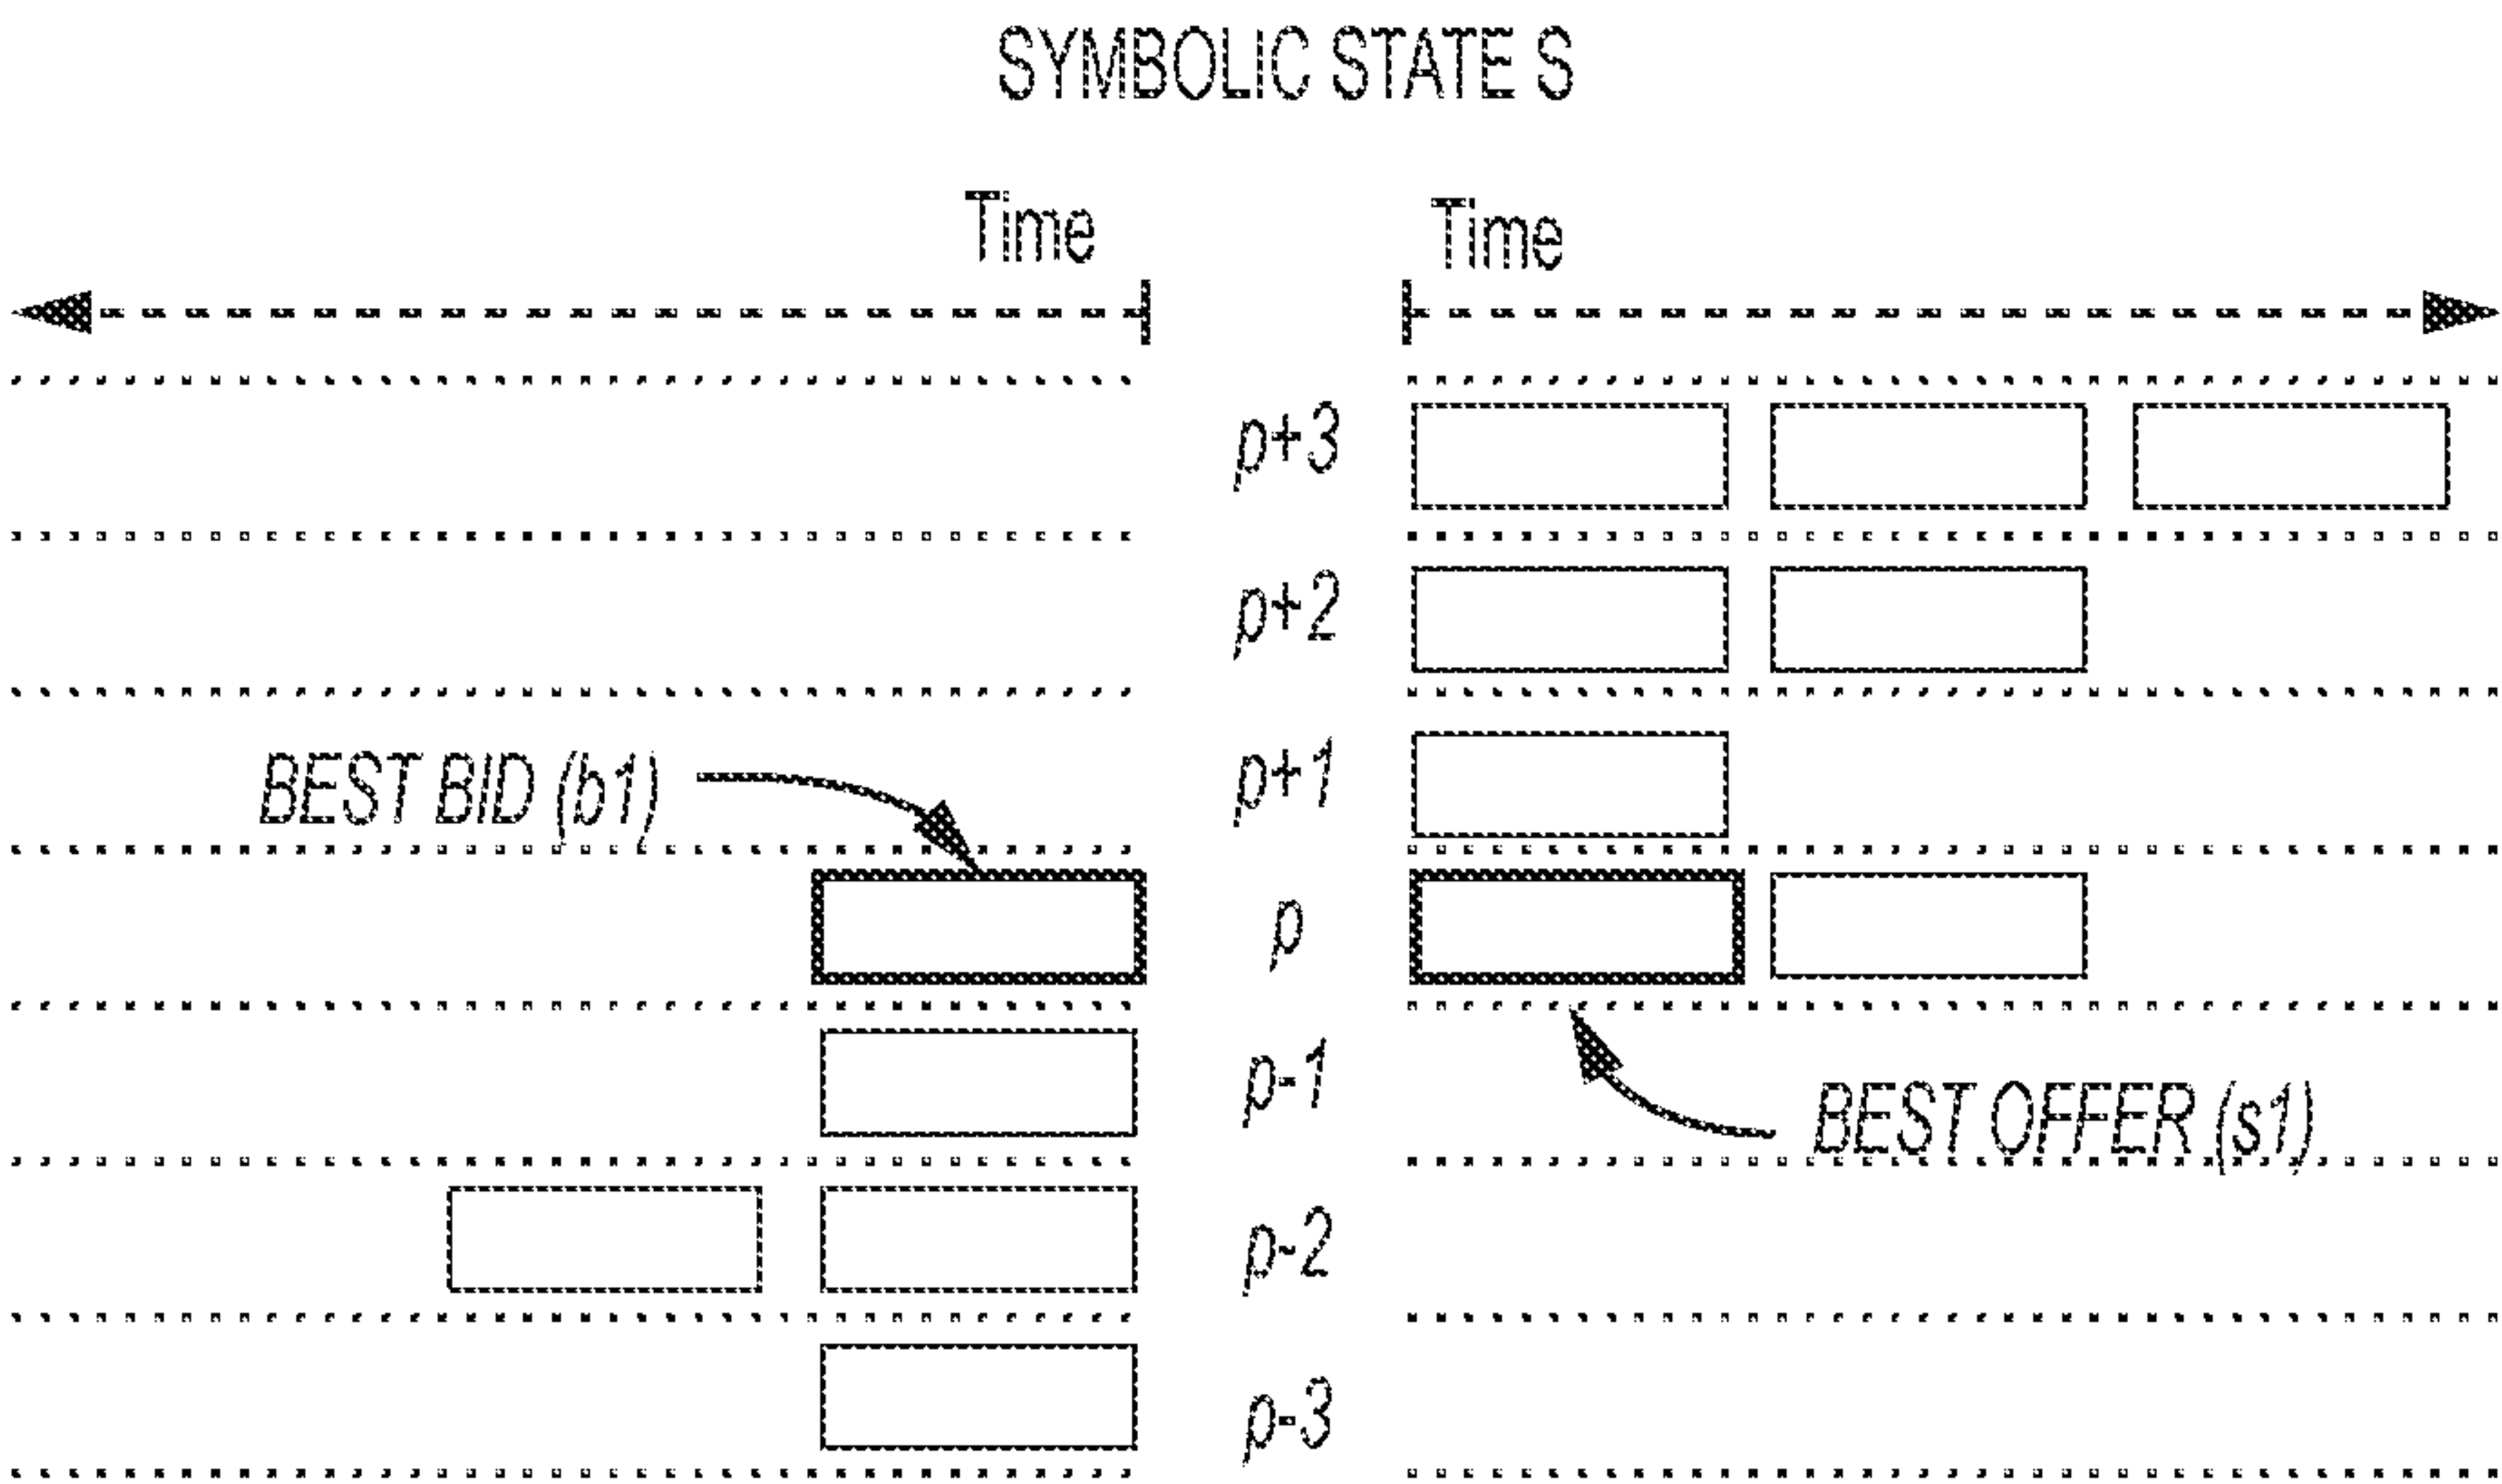 SYMBOLIC STATE S
Time Time
p+3
p+2
p+1
BEST BID (b1)
p
p-1
BEST OFFER (s1)
p-2
p-3